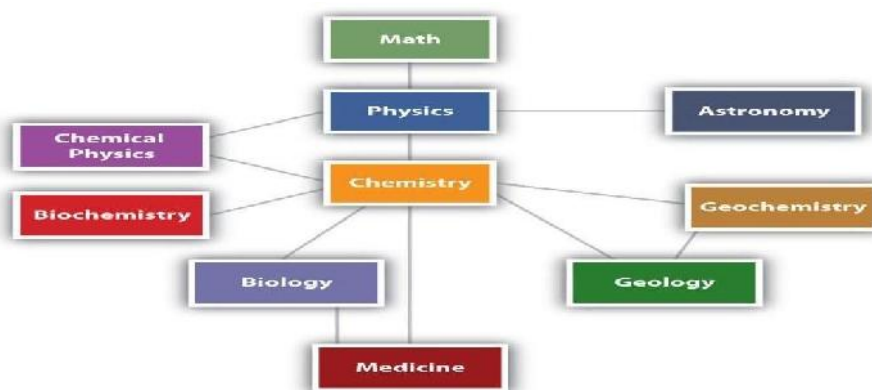 Math
Physics
Astronomy
Chemical
Physics
Chemistry
Biochemistry
Geochemistry
Biology
Geology
Medicine